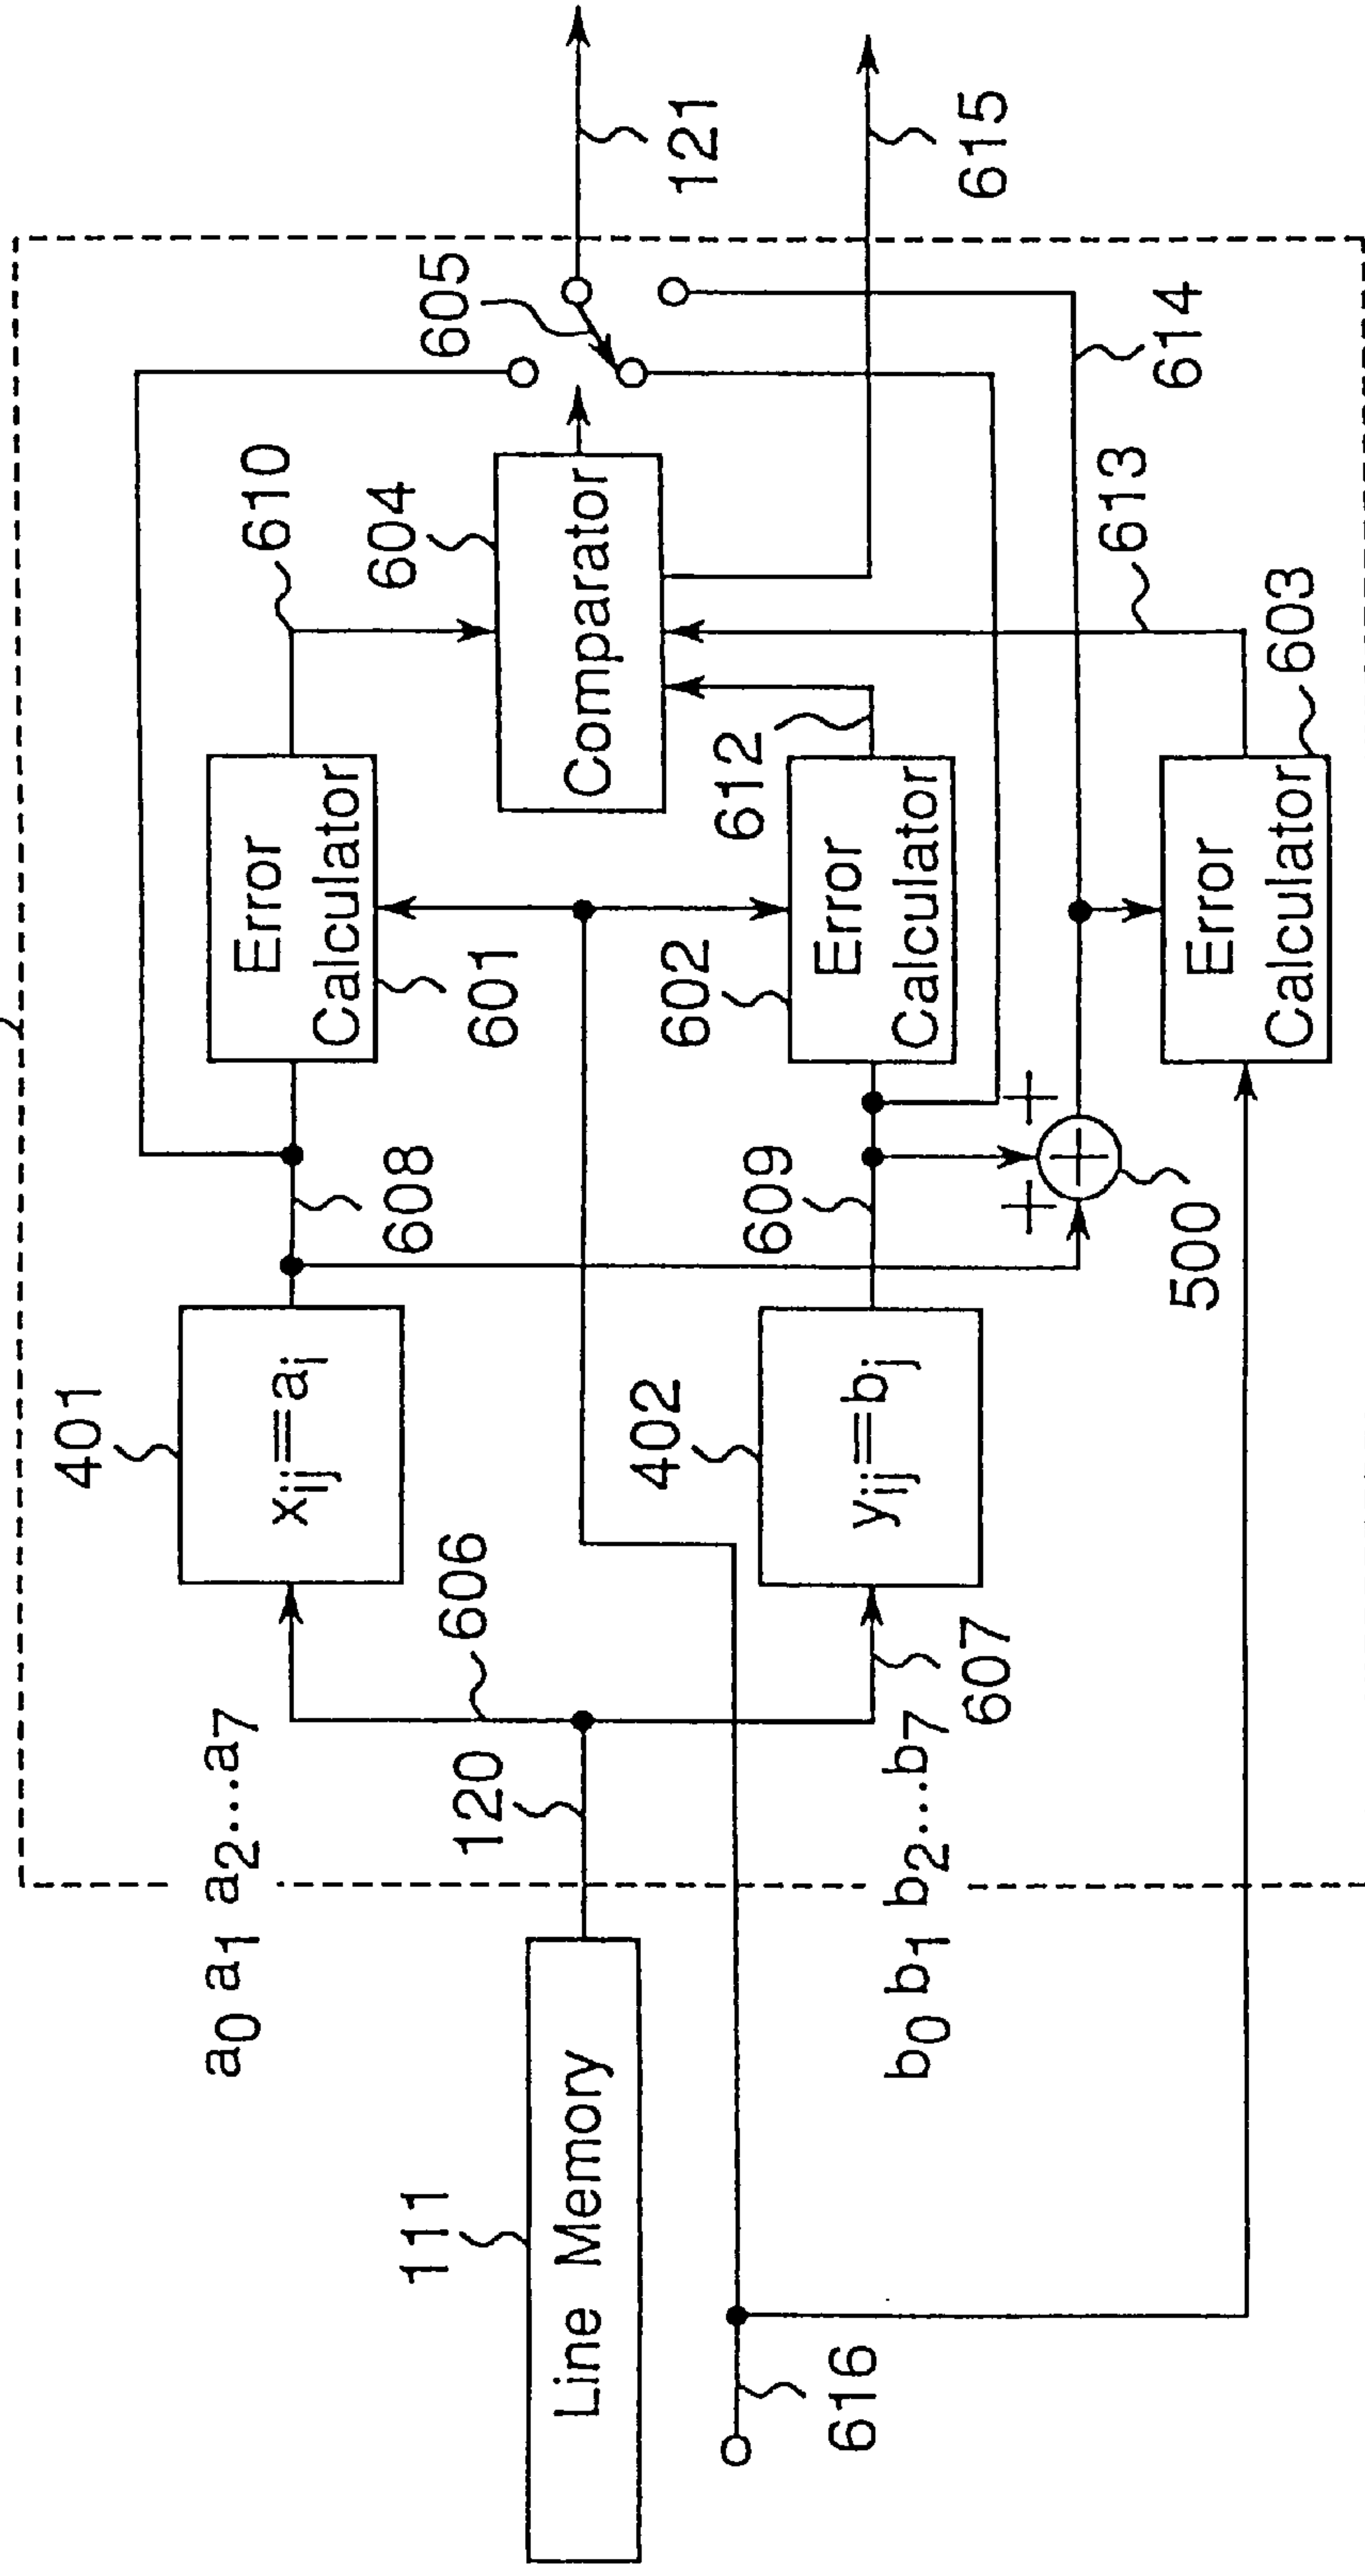 610
605
121
604
Comparator
615
Error
Calculator
601
608
401
x_ij=a_i
606
a_0 a_1 a_2...a_7
120
111
Line Memory
612
602
Error
Calculator
609
402
y_ij=b_j
607
b_0 b_1 b_2...b_7
614
613
603
Error
Calculator
+
+
+
500
616